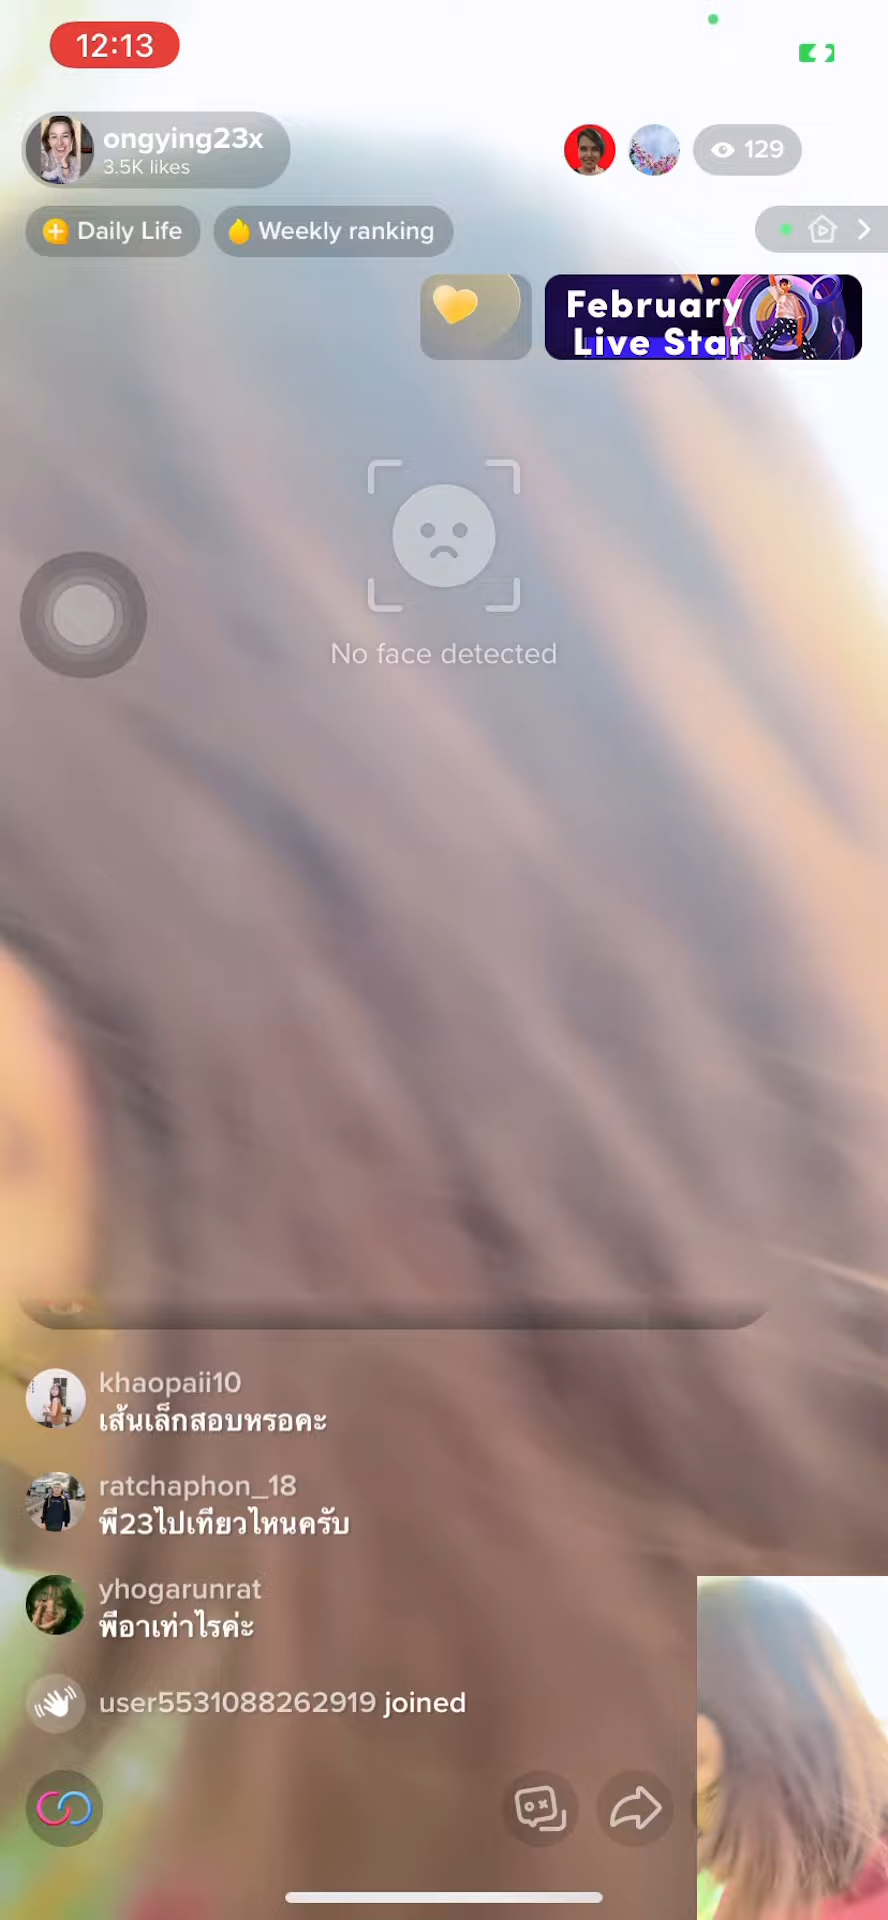 12:13
ongying23x
3.5K likes
129
Daily Life
Weekly ranking
February
Live Star
No face detected
khaopaii10
เส้นเล็กสอบหรอคะ
ratchaphon_18
พี่23ไปเที่ยวไหนครับ
yhogarunrat
พี่อาเท่าไรค่ะ
user5531088262919 joined